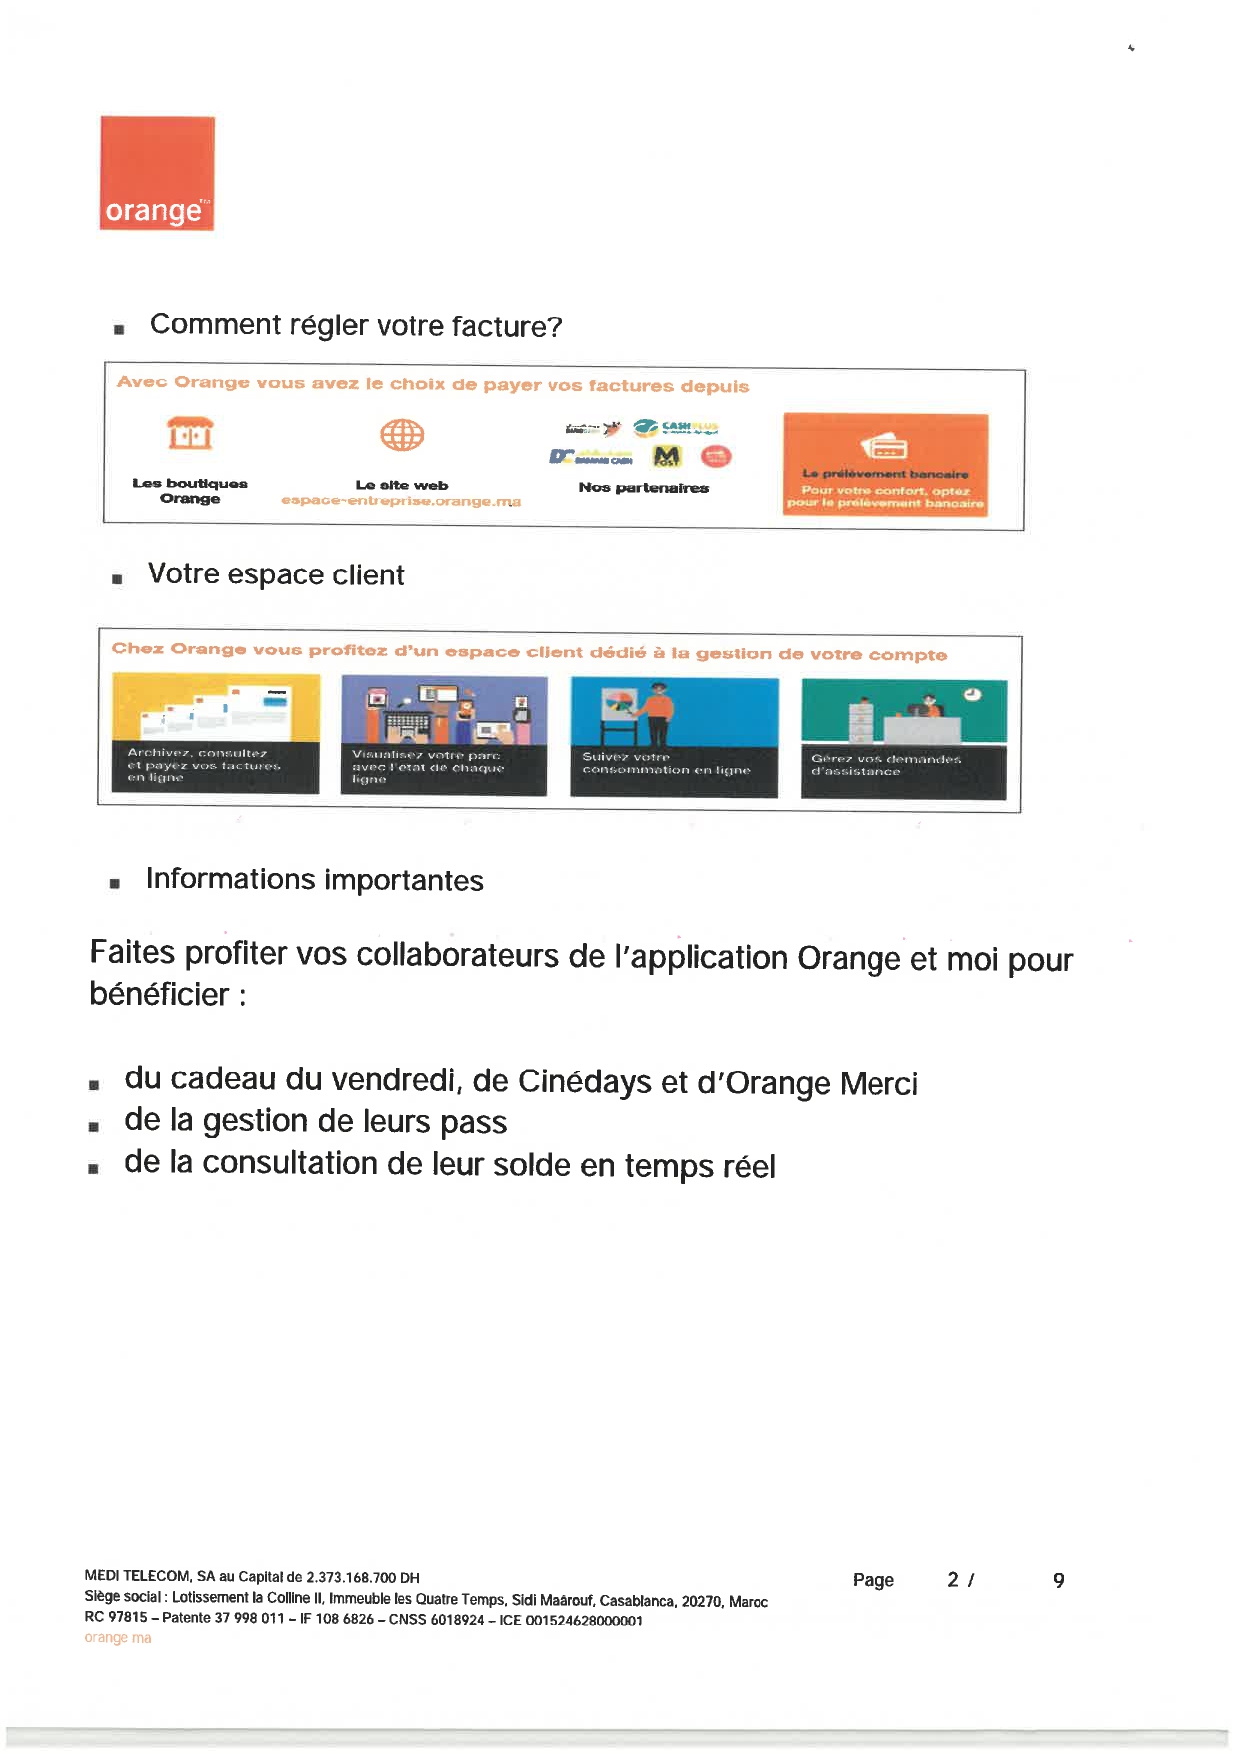 orange
Comment régler votre facture?
Avec Orange vous avez le choix de payer vos factures depuis
CASH PLUS
BARID CASH
POST
Les boutiques
Orange
Le site web
espace-entreprise.orange.ma
Nos partenaires
Le prélèvement bancaire
Pour votre confort, optez
pour le prélèvement bancaire
Votre espace client
Chez Orange vous profitez d'un espace client dédié à la gestion de votre compte
Archivez, consultez
et payez vos factures
en ligne
Visualisez votre parc
avec l'etat de chaque
ligne
Suivez votre
consommation en ligne
Gérez vos demandes
d'assistance
Informations importantes
Faites profiter vos collaborateurs de l'application Orange et moi pour
bénéficier :
du cadeau du vendredi, de Cinédays et d'Orange Merci
de la gestion de leurs pass
de la consultation de leur solde en temps réel
MEDI TELECOM, SA au Capital de 2.373.168.700 DH
Siège social : Lotissement la Colline II, Immeuble les Quatre Temps, Sidi Maârouf, Casablanca, 20270, Maroc
RC 97815 – Patente 37 998 011 – IF 108 6826 – CNSS 6018924 – ICE 001524628000001
orange ma
Page 2 / 9